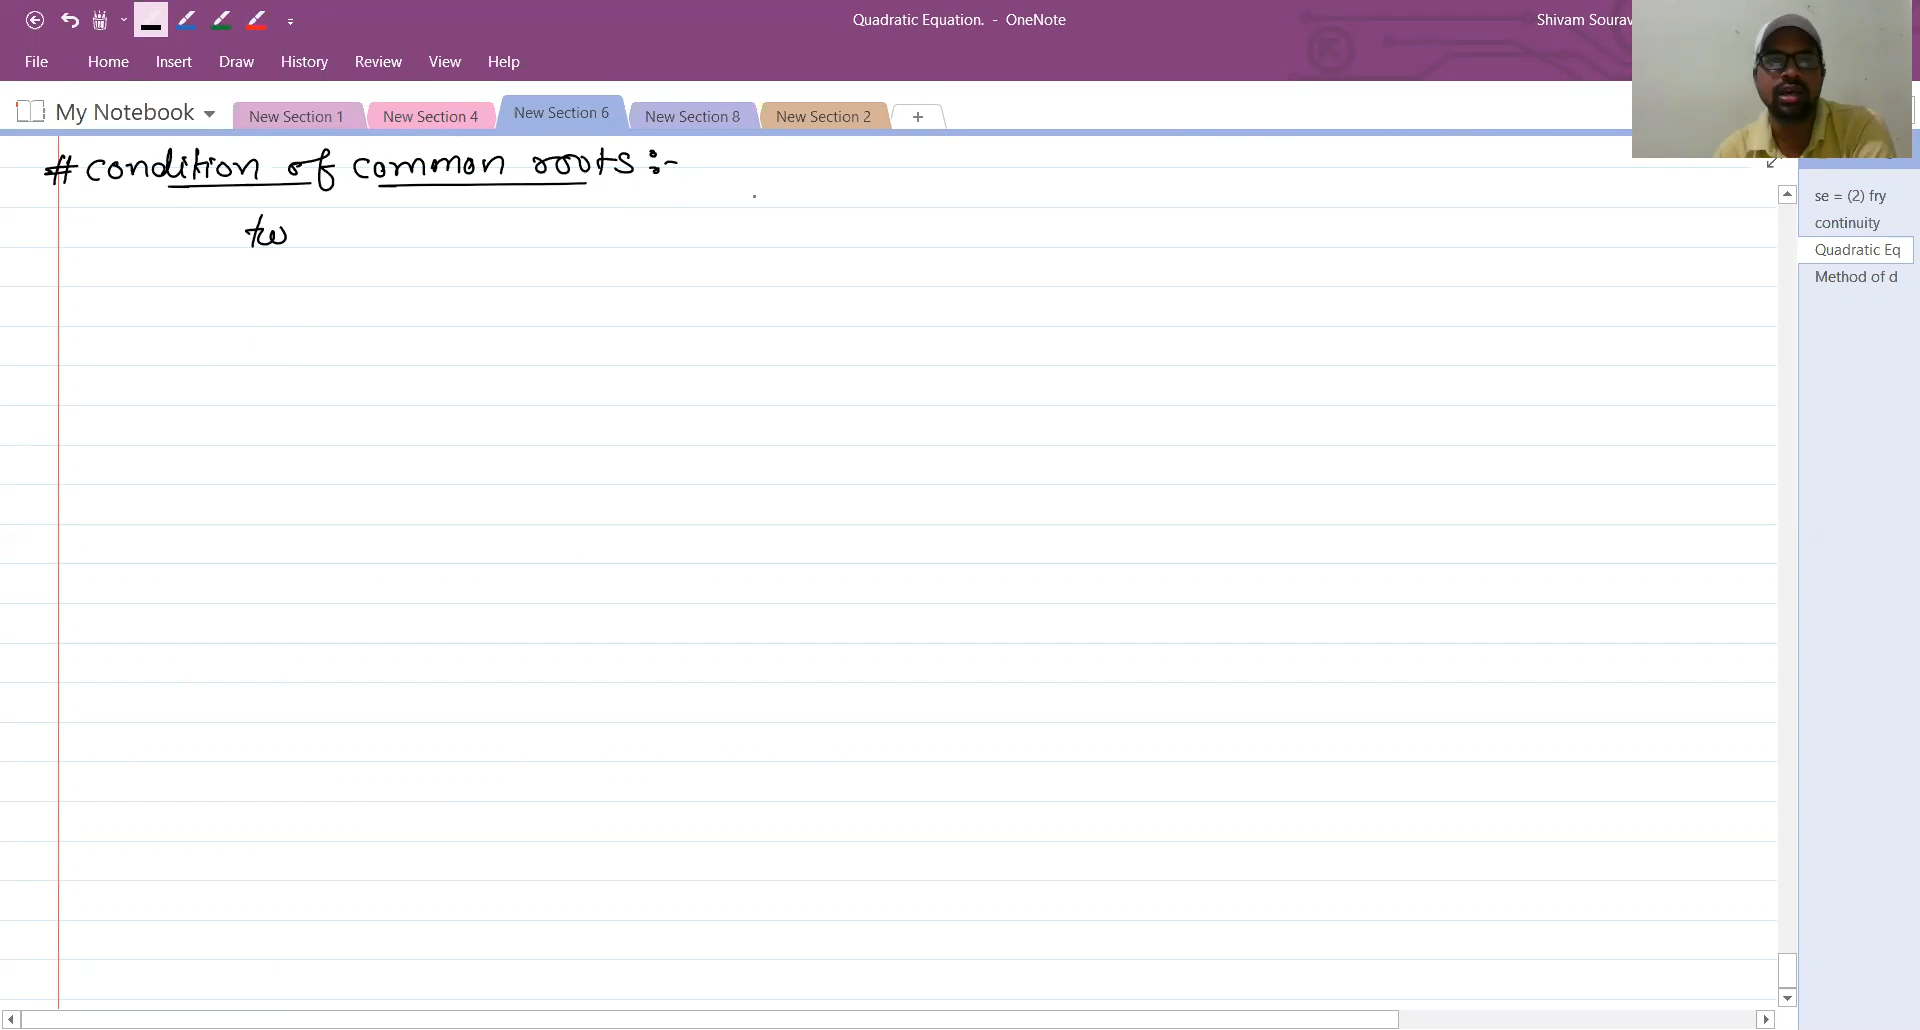 Quadratic Equation. - OneNote
Shivam Sourav
File Home Insert Draw History Review View Help
My Notebook New Section 1 New Section 4 New Section 6 New Section 8 New Section 2 +
# condition of common roots :-
tw
se = (2) fry
continuity
Quadratic Eq
Method of d